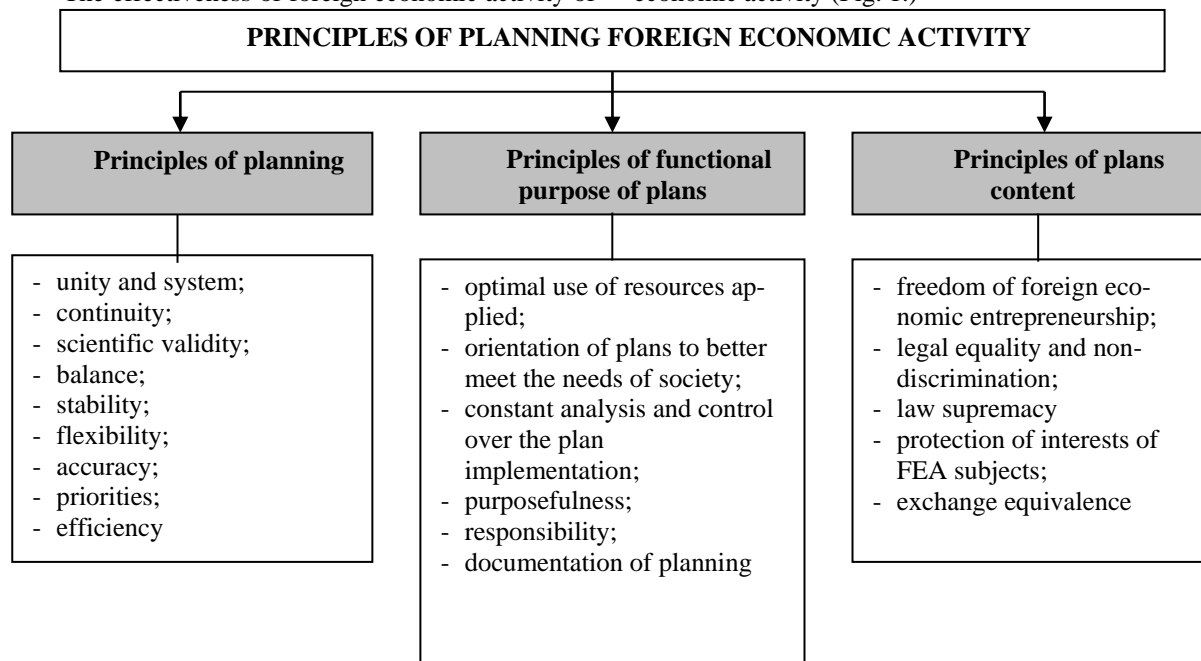 The effectiveness of foreign economic activity of economic activity (Fig. 1.)
PRINCIPLES OF PLANNING FOREIGN ECONOMIC ACTIVITY
Principles of planning
- unity and system;
- continuity;
- scientific validity;
- balance;
- stability;
- flexibility;
- accuracy;
- priorities;
- efficiency
Principles of functional
purpose of plans
- optimal use of resources ap-
plied;
- orientation of plans to better
meet the needs of society;
- constant analysis and control
over the plan
implementation;
- purposefulness;
- responsibility;
- documentation of planning
Principles of plans
content
- freedom of foreign eco-
nomic entrepreneurship;
- legal equality and non-
discrimination;
- law supremacy
- protection of interests of
FEA subjects;
- exchange equivalence